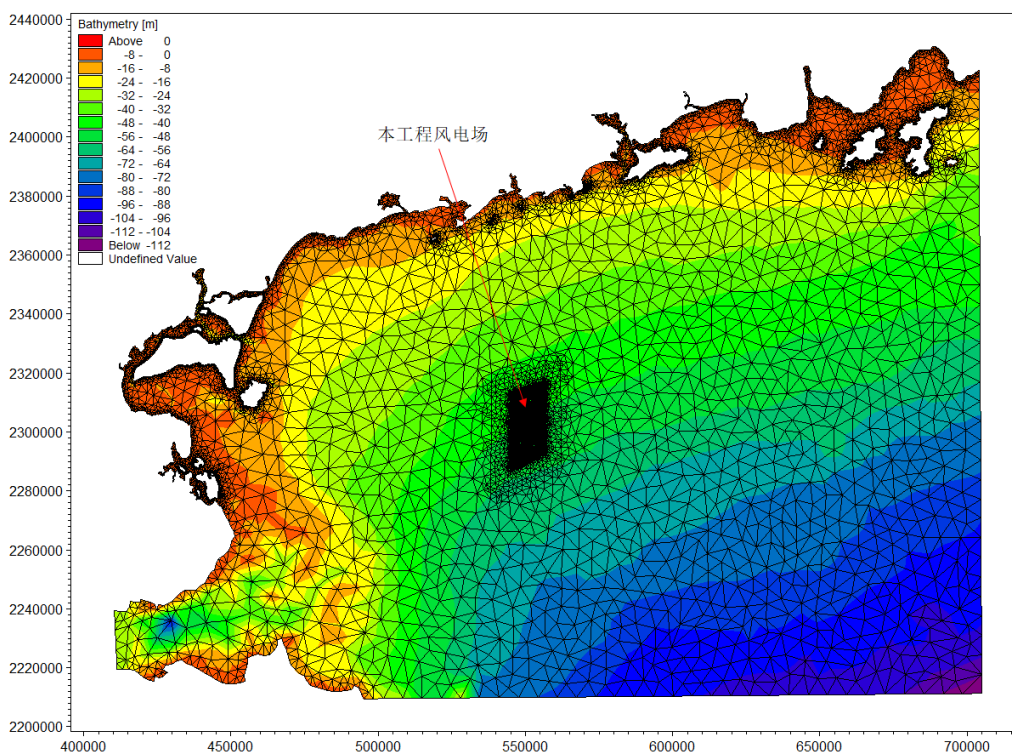 2440000
2420000
2400000
2380000
2360000
2340000
2320000
2300000
2280000
2260000
2240000
2220000
2200000
Bathymetry [m]
Above 0
-8 - 0
-16 - -8
-24 - -16
-32 - -24
-40 - -32
-48 - -40
-56 - -48
-64 - -56
-72 - -64
-80 - -72
-88 - -80
-96 - -88
-104 - -96
-112 - -104
Below -112
Undefined Value
本工程风电场
400000 450000 500000 550000 600000 650000 700000